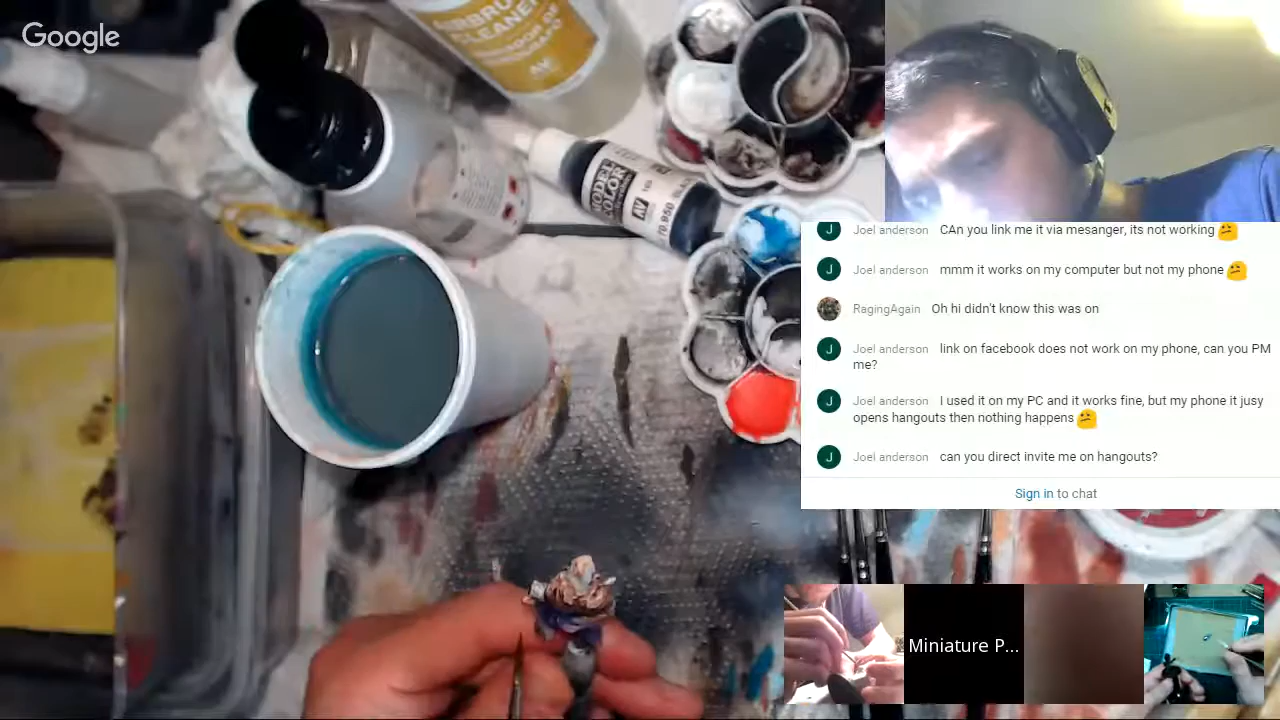 Google
CLEANER
MODEL
COLOR
AV
70.950
AV
Joel anderson CAn you link me it via mesanger, its not working
J Joel anderson mmm it works on my computer but not my phone
RagingAgain Oh hi didn't know this was on
J Joel anderson link on facebook does not work on my phone, can you PM
me?
J Joel anderson I used it on my PC and it works fine, but my phone it jusy
opens hangouts then nothing happens
J Joel anderson can you direct invite me on hangouts?
Sign in to chat
Miniature P...